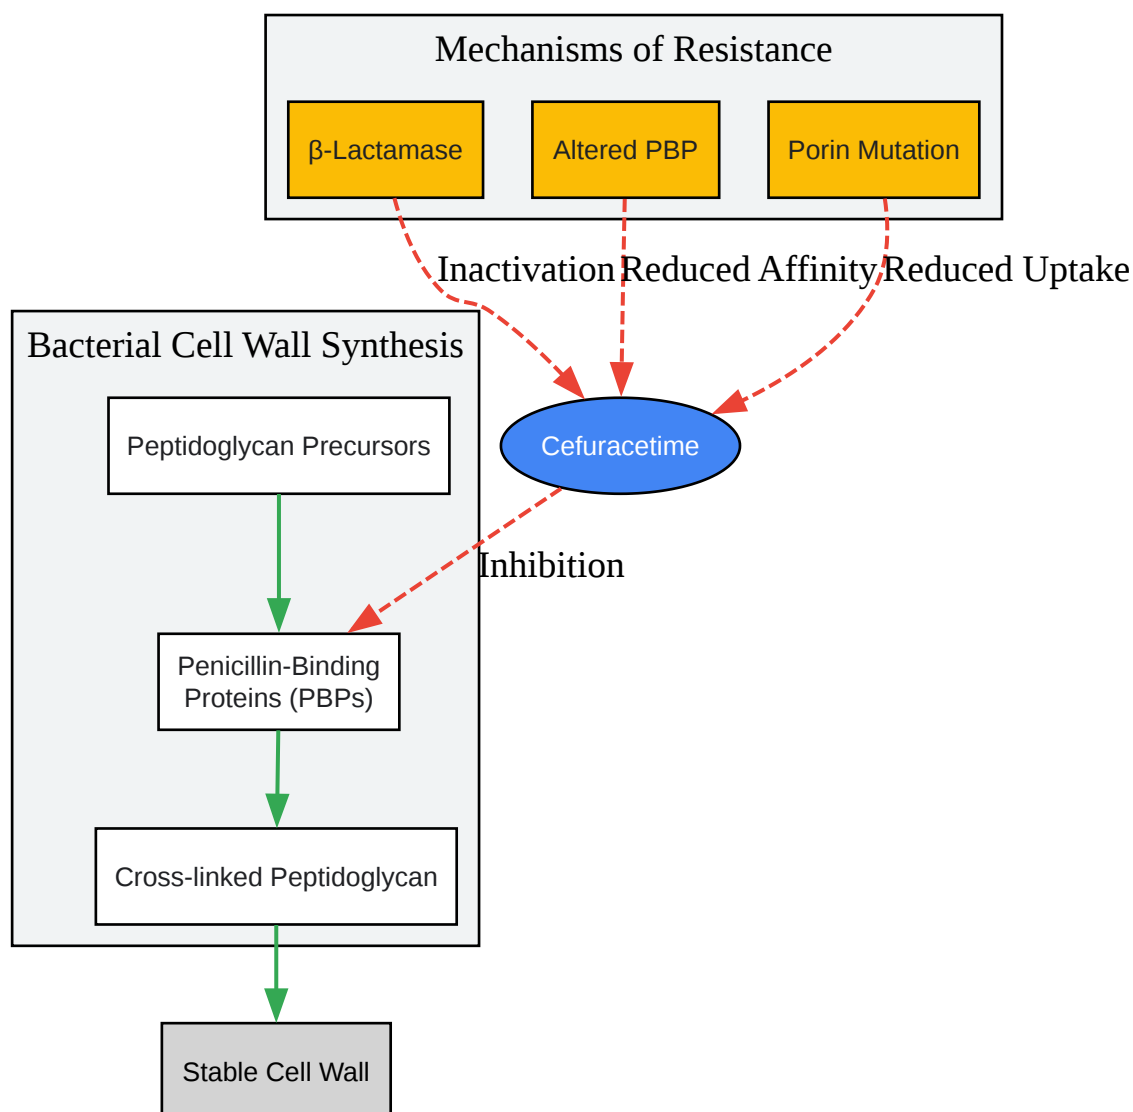 Mechanisms of Resistance
β-Lactamase
Altered PBP
Porin Mutation
Inactivation
Reduced Affinity
Reduced Uptake
Bacterial Cell Wall Synthesis
Peptidoglycan Precursors
Cefuracetime
Inhibition
Penicillin-Binding
Proteins (PBPs)
Cross-linked Peptidoglycan
Stable Cell Wall